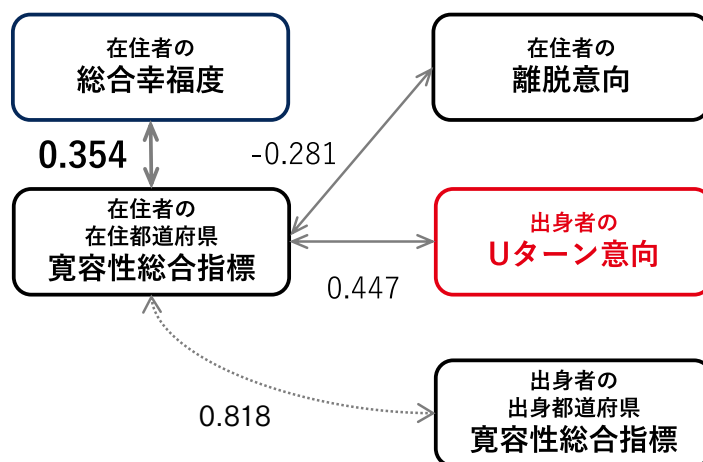 在住者の
総合幸福度
在住者の
離脱意向
0.354
-0.281
在住者の
在住都道府県
寛容性総合指標
出身者の
Uターン意向
0.447
出身者の
出身都道府県
寛容性総合指標
0.818